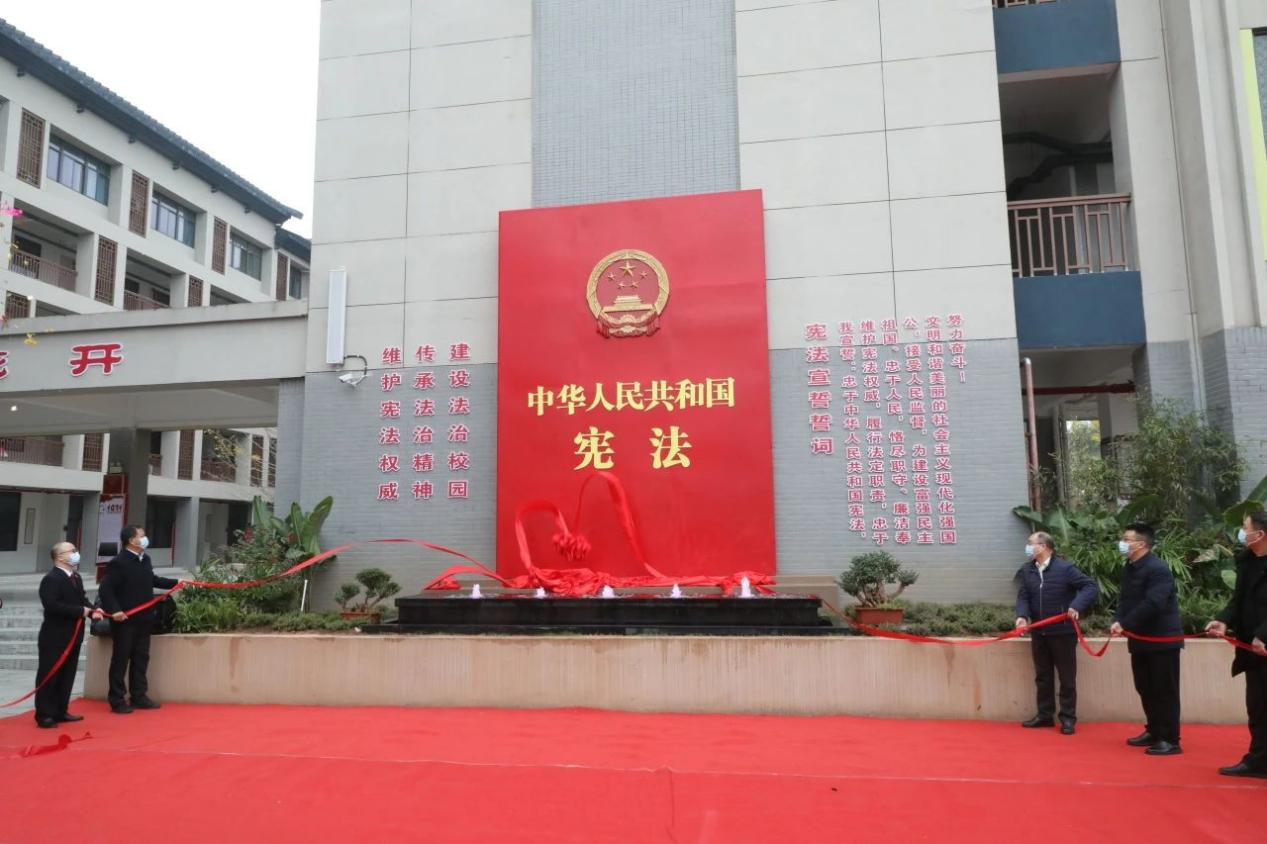 开
维护宪法权威
传承法治精神
建设法治校园
中华人民共和国
宪法
宪法宣誓誓词
我宣誓：忠于中华人民共和国宪法，
维护宪法权威，履行法定职责，忠于
祖国、忠于人民，恪尽职守、廉洁奉
公，接受人民监督，为建设富强民主
文明和谐美丽的社会主义现代化强国
努力奋斗！